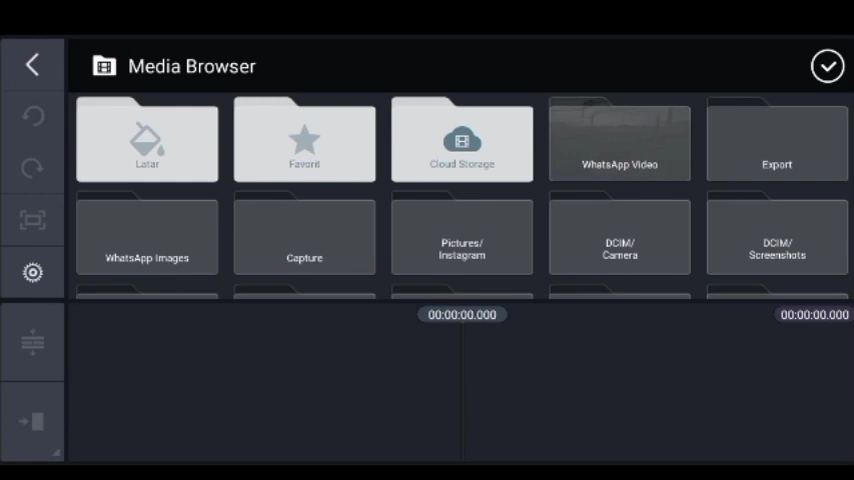 Media Browser
Latar
Favorit
Cloud Storage
WhatsApp Video
Export
WhatsApp Images
Capture
Pictures/
Instagram
DCIM/
Camera
DCIM/
Screenshots
00:00:00.000
00:00:00.000